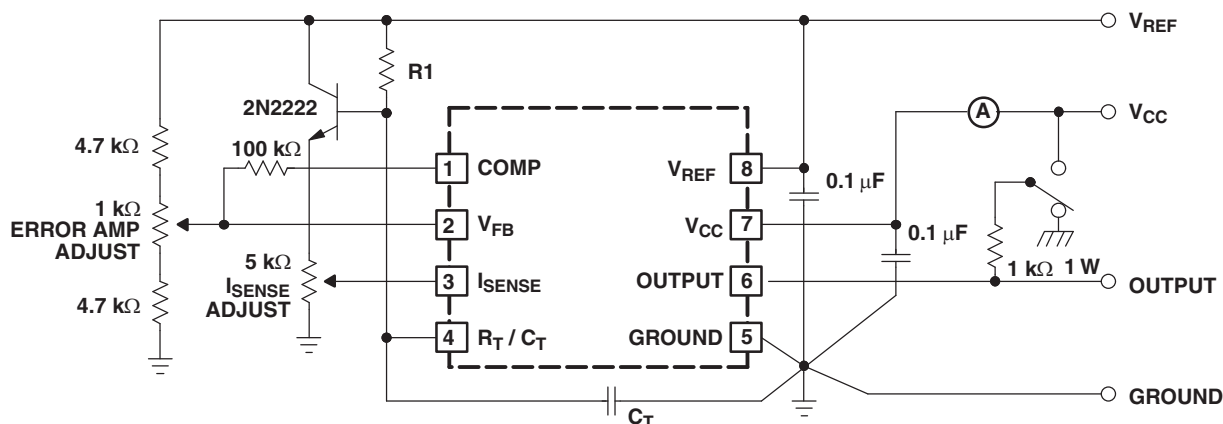 V_REF
R1
A
V_CC
2N2222
4.7 kΩ
100 kΩ
1
COMP
V_REF
8
0.1 μF
1 kΩ
ERROR AMP
ADJUST
2
V_FB
V_CC
7
0.1 μF
5 kΩ
I_SENSE
ADJUST
3
I_SENSE
OUTPUT
6
1 kΩ
1 W
OUTPUT
4.7 kΩ
4
R_T / C_T
GROUND
5
GROUND
C_T